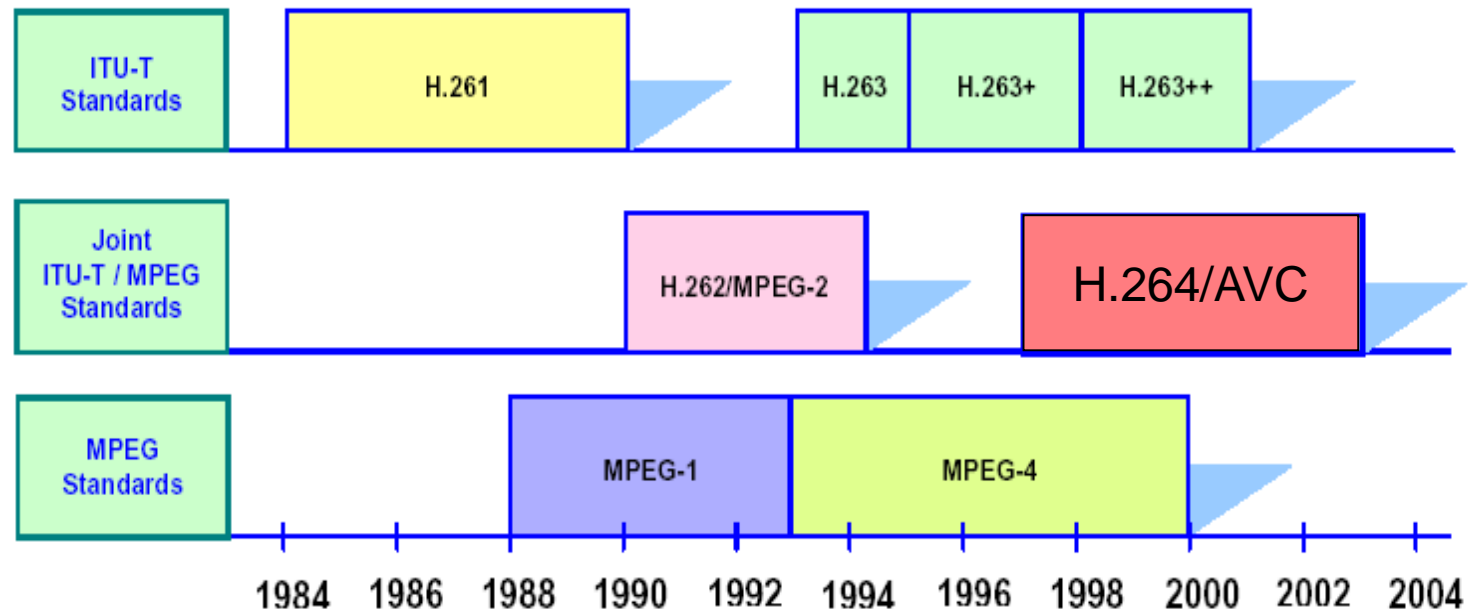 ITU-T
Standards
H.261
H.263
H.263+
H.263++
Joint
ITU-T / MPEG
Standards
H.262/MPEG-2
H.264/AVC
MPEG
Standards
MPEG-1
MPEG-4
1984 1986 1988 1990 1992 1994 1996 1998 2000 2002 2004